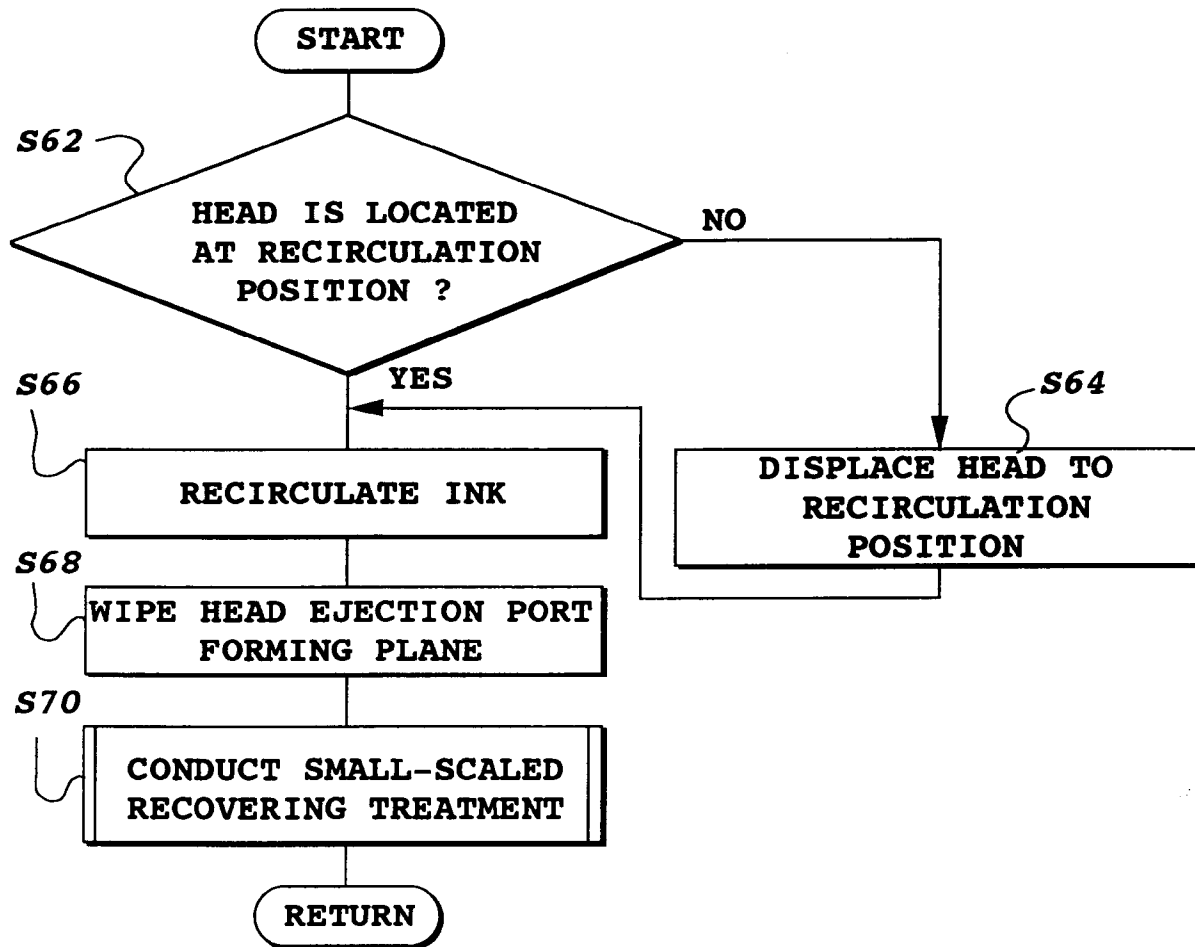 START
S62
HEAD IS LOCATED
AT RECIRCULATION
POSITION ?
NO
YES
S66
S64
RECIRCULATE INK
DISPLACE HEAD TO
RECIRCULATION
POSITION
S68
WIPE HEAD EJECTION PORT
FORMING PLANE
S70
CONDUCT SMALL-SCALED
RECOVERING TREATMENT
RETURN